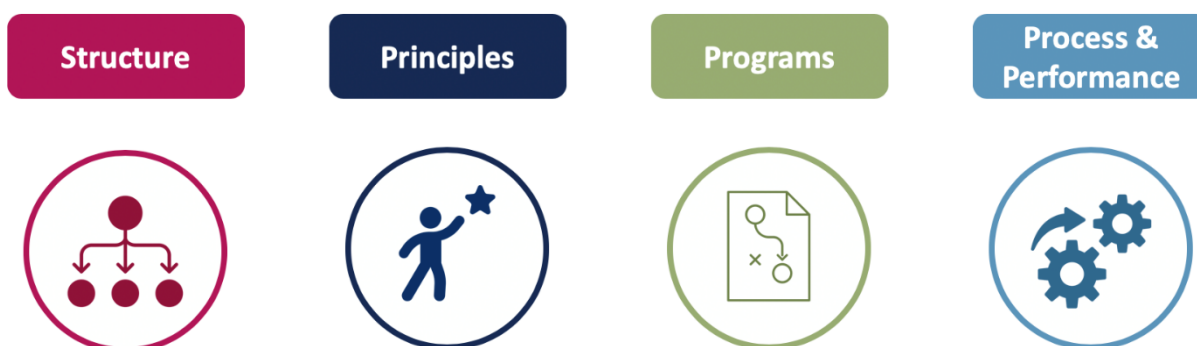 Structure
Principles
Programs
Process &
Performance